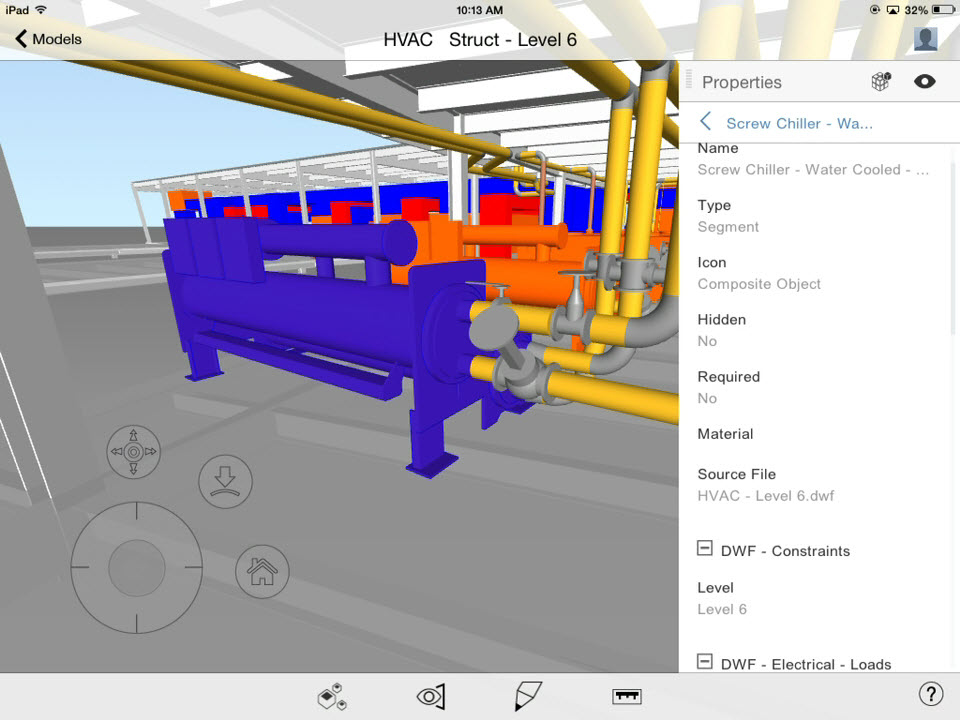 iPad 10:13 AM 32%
Models HVAC Struct - Level 6
Properties
Screw Chiller - Wa...
Name
Screw Chiller - Water Cooled - ...
Type
Segment
Icon
Composite Object
Hidden
No
Required
No
Material
Source File
HVAC - Level 6.dwf
DWF - Constraints
Level
Level 6
DWF - Electrical - Loads
?